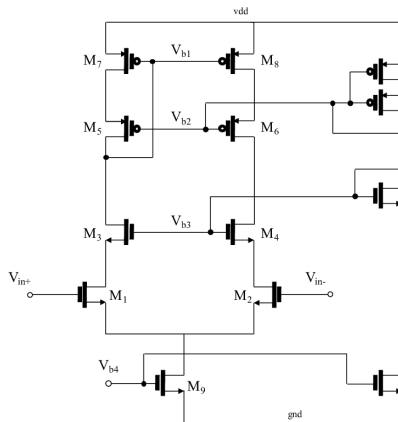 vdd
M7 Vb1 M8
M5 Vb2 M6
M3 Vb3 M4
Vin+ M1 M2 Vin-
Vb4 M9
gnd